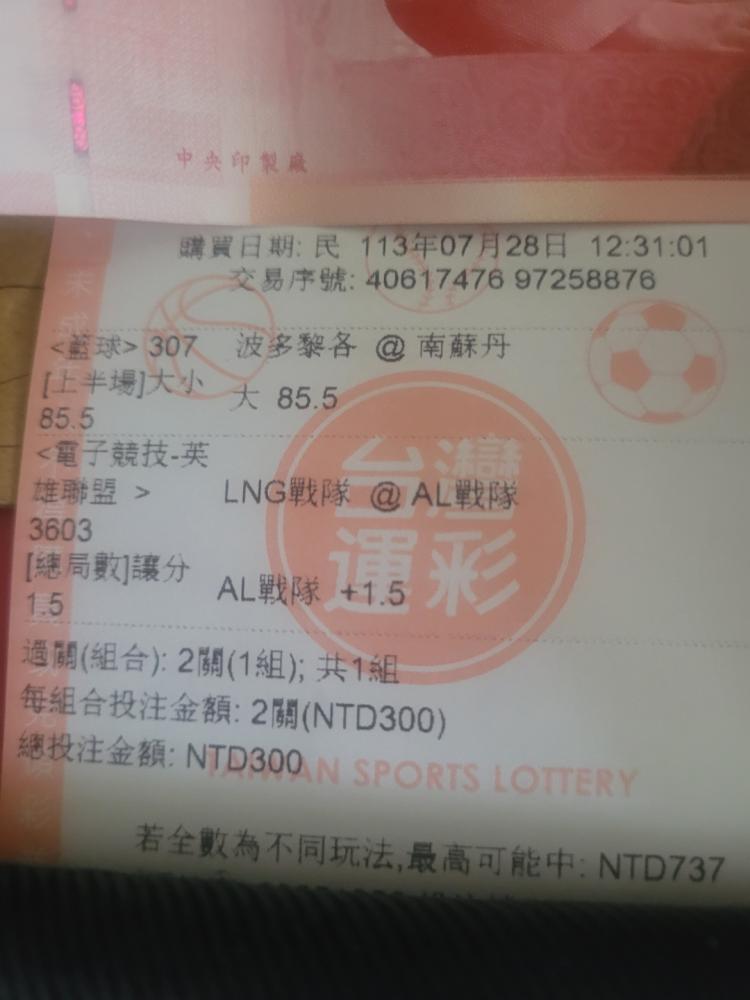 中央印製廠
購買日期: 民 113年07月28日 12:31:01
交易序號: 40617476 97258876
<籃球> 307 波多黎各 @ 南蘇丹
[上半場]大小 大 85.5
85.5
<電子競技-英
雄聯盟 > LNG戰隊 @ AL戰隊
3603
[總局數]讓分 AL戰隊 +1.5
1.5
台灣
運彩
過關(組合): 2關(1組); 共1組
每組合投注金額: 2關(NTD300)
總投注金額: NTD300
TAIWAN SPORTS LOTTERY
若全數為不同玩法,最高可能中: NTD737